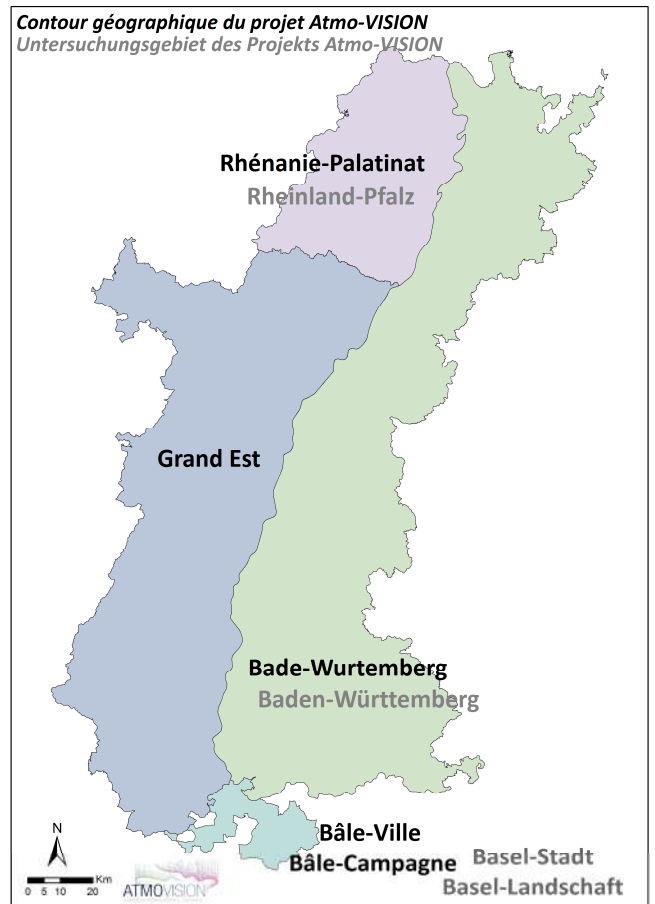 Contour géographique du projet Atmo-VISION
Untersuchungsgebiet des Projekts Atmo-VISION
Rhénanie-Palatinat
Rheinland-Pfalz
Grand Est
Bade-Wurtemberg
Baden-Württemberg
Bâle-Ville
Bâle-Campagne
Basel-Stadt
Basel-Landschaft
N
Km
0 5 10 20
ATMOVISION